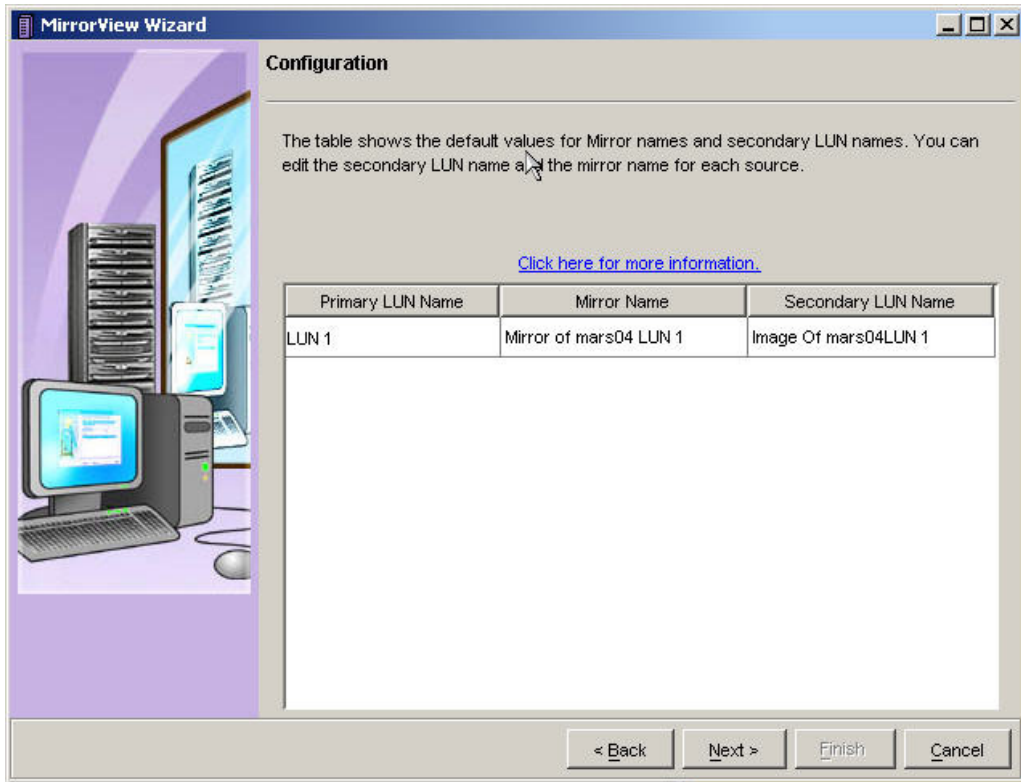 MirrorView Wizard
Configuration
The table shows the default values for Mirror names and secondary LUN names. You can
edit the secondary LUN name and the mirror name for each source.
Click here for more information.
Primary LUN Name Mirror Name Secondary LUN Name
LUN 1 Mirror of mars04 LUN 1 Image Of mars04LUN 1
< Back Next > Finish Cancel